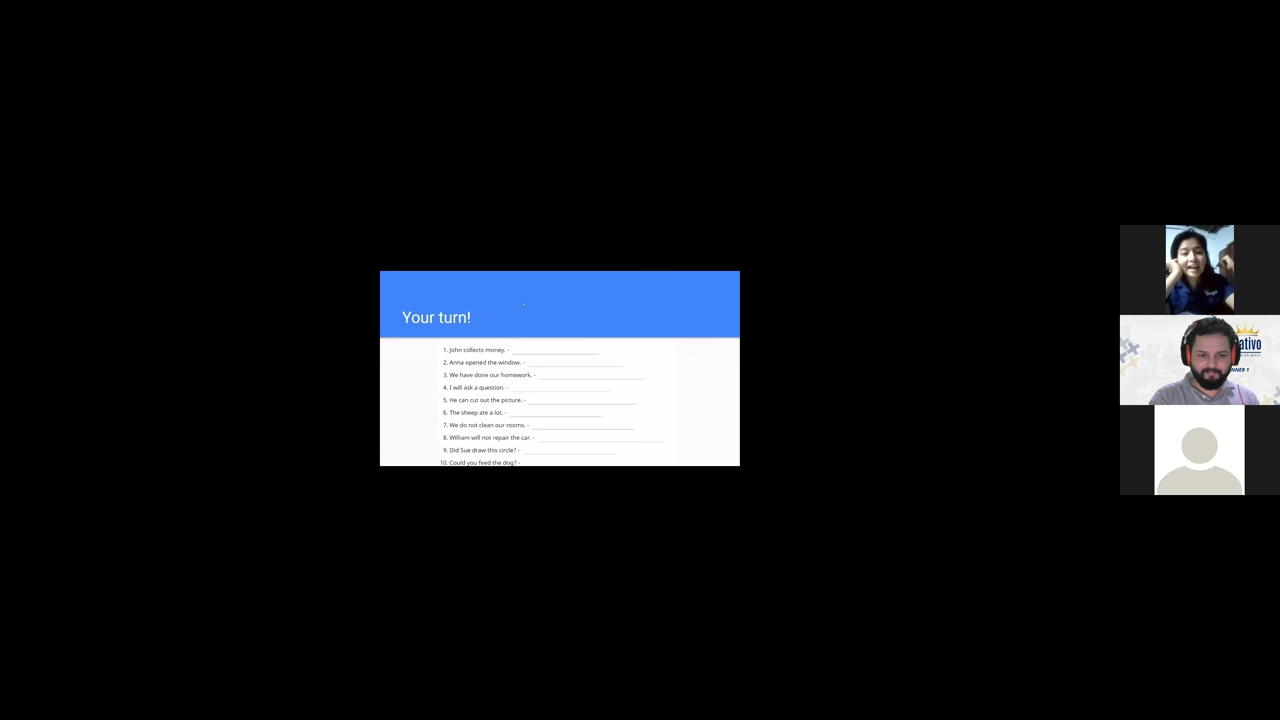 Your turn!
1. John collects money. -
2. Anna opened the window. -
3. We have done our homework. -
4. I will ask a question. -
5. He can cut out the picture. -
6. The sheep ate a lot. -
7. We do not clean our rooms. -
8. William will not repair the car. -
9. Did Sue draw this circle? -
10. Could you feed the dog? -
ativo
NNER 1